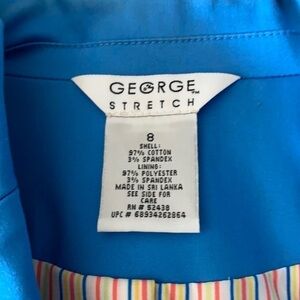 GEORGE™
STRETCH
8
SHELL:
97% COTTON
3% SPANDEX
LINING:
97% POLYESTER
3% SPANDEX
MADE IN SRI LANKA
SEE SIDE FOR
CARE
RN # 52438
UPC # 68934262864